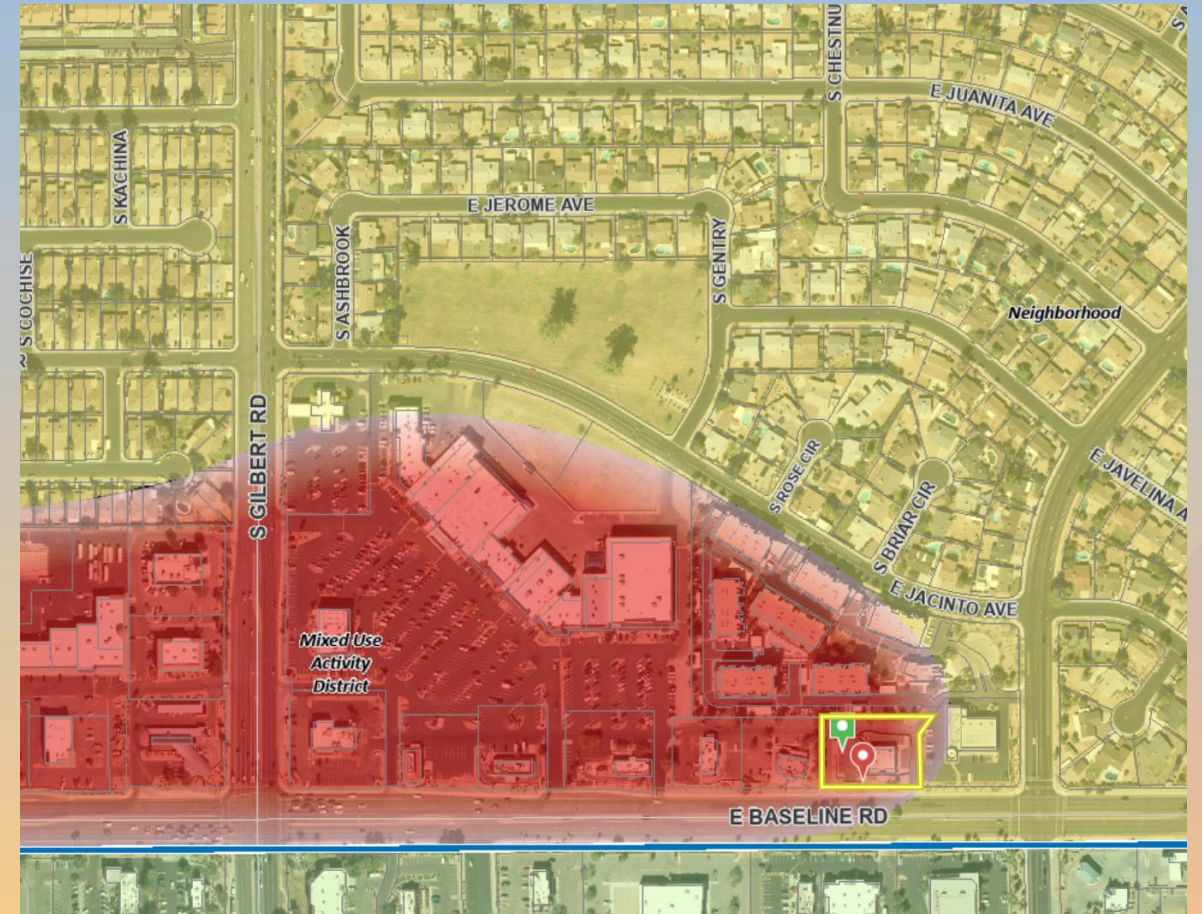 S CHESTNU
E JUANITA AVE
S KACHINA
E JEROME AVE
S ASHBROOK
S GENTRY
S COCHISE
Neighborhood
S GILBERT RD
S ROSE CIR
S BRIAR CIR
E JAVELINA A
E JACINTO AVE
Mixed Use
Activity
District
E BASELINE RD